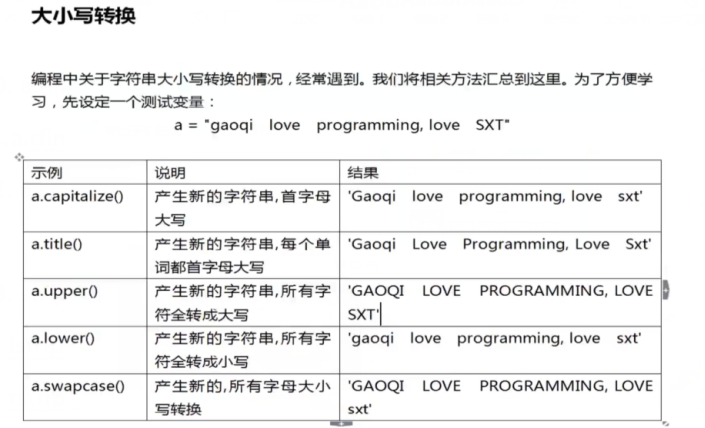 大小写转换
编程中关于字符串大小写转换的情况，经常遇到。我们将相关方法汇总到这里。为了方便学
习，先设定一个测试变量：
a = "gaoqi love programming, love SXT"
示例 说明 结果
a.capitalize() 产生新的字符串,首字母 'Gaoqi love programming, love sxt'
大写
a.title() 产生新的字符串,每个单 'Gaoqi Love Programming, Love Sxt'
词都首字母大写
a.upper() 产生新的字符串,所有字 'GAOQI LOVE PROGRAMMING, LOVE
符全转成大写 SXT'
a.lower() 产生新的字符串,所有字 'gaoqi love programming, love sxt'
符全转成小写
a.swapcase() 产生新的,所有字母大小 'GAOQI LOVE PROGRAMMING, LOVE
写转换 sxt'